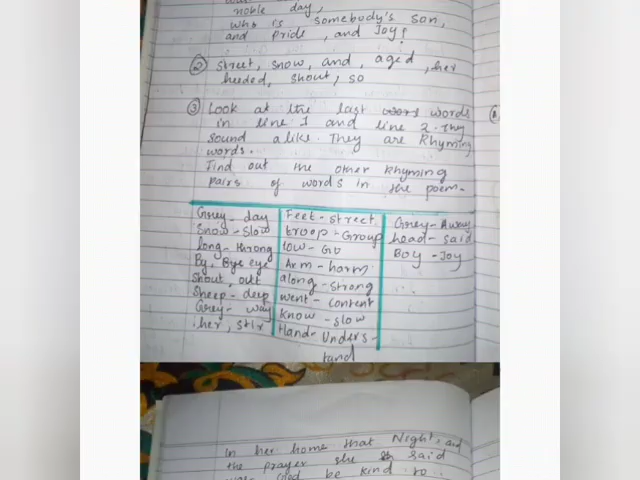 noble day,
who is somebody's son,
and Pride, and Joy?
② street, snow, and, aged, her
heeded, shout, so
③ Look at the last words
in line 1 and line 2. They
sound alike. They are Rhyming
words.
Find out the other Rhyming
pairs of words in the poem.
Grey - day
Snow - Slow
long - throng
By, Bye eye
Shout, out
Sheep - deep
Grey - way
her, stir
Feet - street
troop - Group
low - Go
Arm - harm
along - strong
went - content
know - slow
Hand - Unders-
tand
Grey - Away
head - said
Boy - Joy
in her home that Night, and
the prayer she said
be kind to